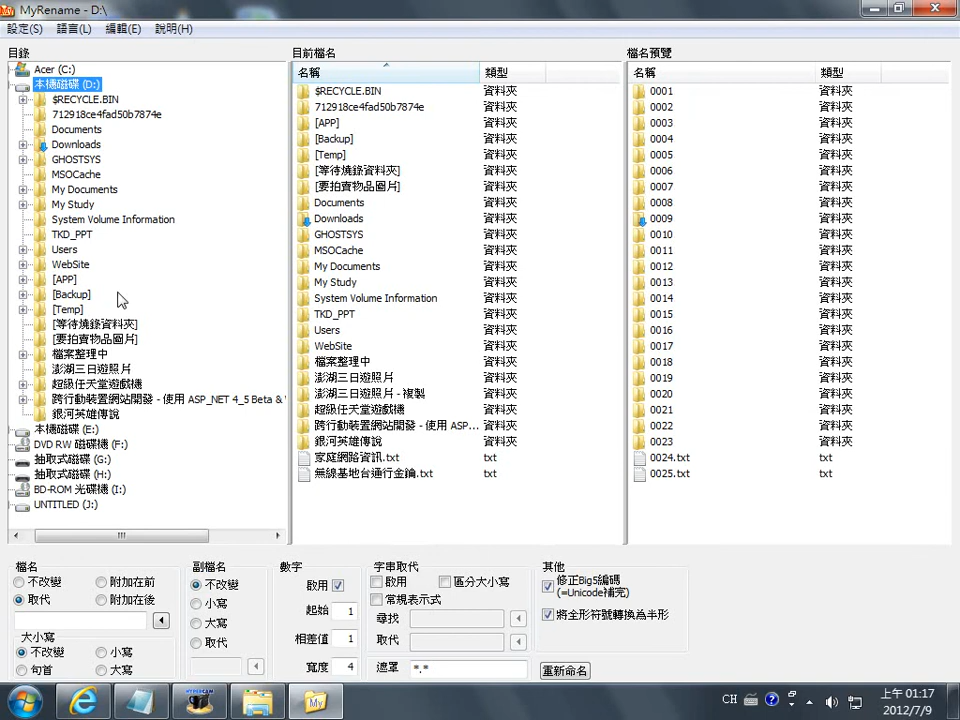 MyRename - D:\
設定(S) 語言(L) 編輯(E) 說明(H)
目錄
Acer (C:)
本機磁碟 (D:)
$RECYCLE.BIN
712918ce4fad50b7874e
Documents
Downloads
GHOSTSYS
MSOCache
My Documents
My Study
System Volume Information
TKD_PPT
Users
WebSite
[APP]
[Backup]
[Temp]
[等待燒錄資料夾]
[要拍賣物品圖片]
檔案整理中
澎湖三日遊照片
超級任天堂遊戲機
跨行動裝置網站開發 - 使用 ASP_NET 4_5 Beta &
銀河英雄傳說
本機磁碟 (E:)
DVD RW 磁碟機 (F:)
抽取式磁碟 (G:)
抽取式磁碟 (H:)
BD-ROM 光碟機 (I:)
UNTITLED (J:)
目前檔名
名稱 類型
$RECYCLE.BIN 資料夾
712918ce4fad50b7874e 資料夾
[APP] 資料夾
[Backup] 資料夾
[Temp] 資料夾
[等待燒錄資料夾] 資料夾
[要拍賣物品圖片] 資料夾
Documents 資料夾
Downloads 資料夾
GHOSTSYS 資料夾
MSOCache 資料夾
My Documents 資料夾
My Study 資料夾
System Volume Information 資料夾
TKD_PPT 資料夾
Users 資料夾
WebSite 資料夾
檔案整理中 資料夾
澎湖三日遊照片 資料夾
澎湖三日遊照片 - 複製 資料夾
超級任天堂遊戲機 資料夾
跨行動裝置網站開發 - 使用 ASP... 資料夾
銀河英雄傳說 資料夾
家庭網路資訊.txt txt
無線基地台通行金鑰.txt txt
檔名預覽
名稱 類型
0001 資料夾
0002 資料夾
0003 資料夾
0004 資料夾
0005 資料夾
0006 資料夾
0007 資料夾
0008 資料夾
0009 資料夾
0010 資料夾
0011 資料夾
0012 資料夾
0013 資料夾
0014 資料夾
0015 資料夾
0016 資料夾
0017 資料夾
0018 資料夾
0019 資料夾
0020 資料夾
0021 資料夾
0022 資料夾
0023 資料夾
0024.txt txt
0025.txt txt
檔名
不改變 附加在前
取代 附加在後
大小寫
不改變 小寫
句首 大寫
副檔名
不改變
小寫
大寫
取代
數字
啟用
起始 1
相差值 1
寬度 4
字串取代
啟用 區分大小寫
常規表示式
尋找
取代
遮罩 *.*
其他
修正Big5編碼
(=Unicode補完)
將全形符號轉換為半形
重新命名
HYPERCAM
My
CH
上午 01:17
2012/7/9